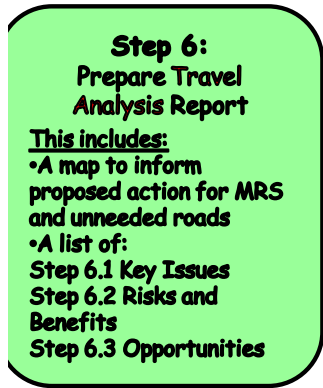 Step 6:
Prepare Travel
Analysis Report
This includes:
•A map to inform
proposed action for MRS
and unneeded roads
•A list of:
Step 6.1 Key Issues
Step 6.2 Risks and
Benefits
Step 6.3 Opportunities